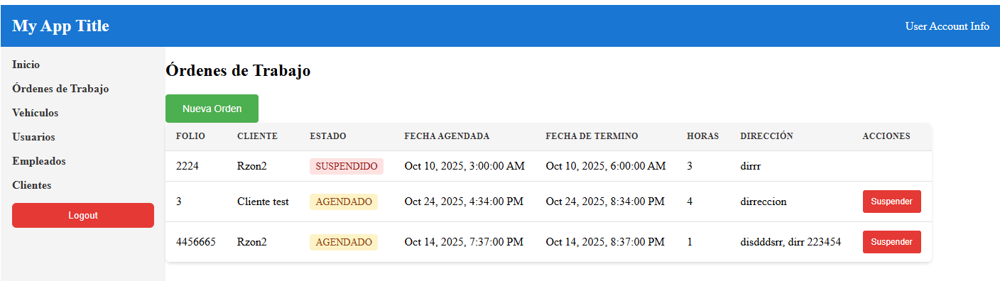 My App Title
User Account Info
Inicio
Órdenes de Trabajo
Vehículos
Usuarios
Empleados
Clientes
Logout
Órdenes de Trabajo
Nueva Orden
FOLIO CLIENTE ESTADO FECHA AGENDADA FECHA DE TERMINO HORAS DIRECCIÓN ACCIONES
2224 Rzon2 SUSPENDIDO Oct 10, 2025, 3:00:00 AM Oct 10, 2025, 6:00:00 AM 3 dirrr
3 Cliente test AGENDADO Oct 24, 2025, 4:34:00 PM Oct 24, 2025, 8:34:00 PM 4 dirreccion Suspender
4456665 Rzon2 AGENDADO Oct 14, 2025, 7:37:00 PM Oct 14, 2025, 8:37:00 PM 1 disdddsrr, dirr 223454 Suspender